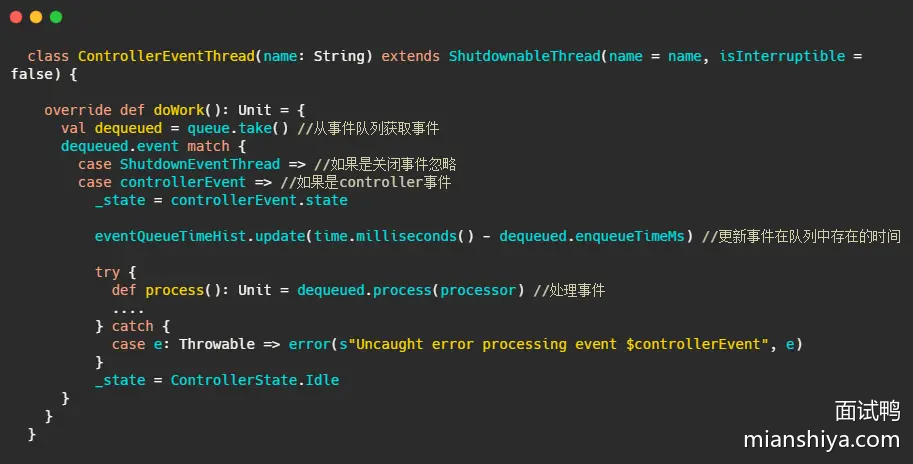 class ControllerEventThread(name: String) extends ShutdownableThread(name = name, isInterruptible =
false) {
override def doWork(): Unit = {
val dequeued = queue.take() //从事件队列获取事件
dequeued.event match {
case ShutdownEventThread => //如果是关闭事件忽略
case controllerEvent => //如果是controller事件
_state = controllerEvent.state
eventQueueTimeHist.update(time.milliseconds() - dequeued.enqueueTimeMs) //更新事件在队列中存在的时间
try {
def process(): Unit = dequeued.process(processor) //处理事件
....
} catch {
case e: Throwable => error(s"Uncaught error processing event $controllerEvent", e)
}
_state = ControllerState.Idle
}
}
}
面试鸭
mianshiya.com